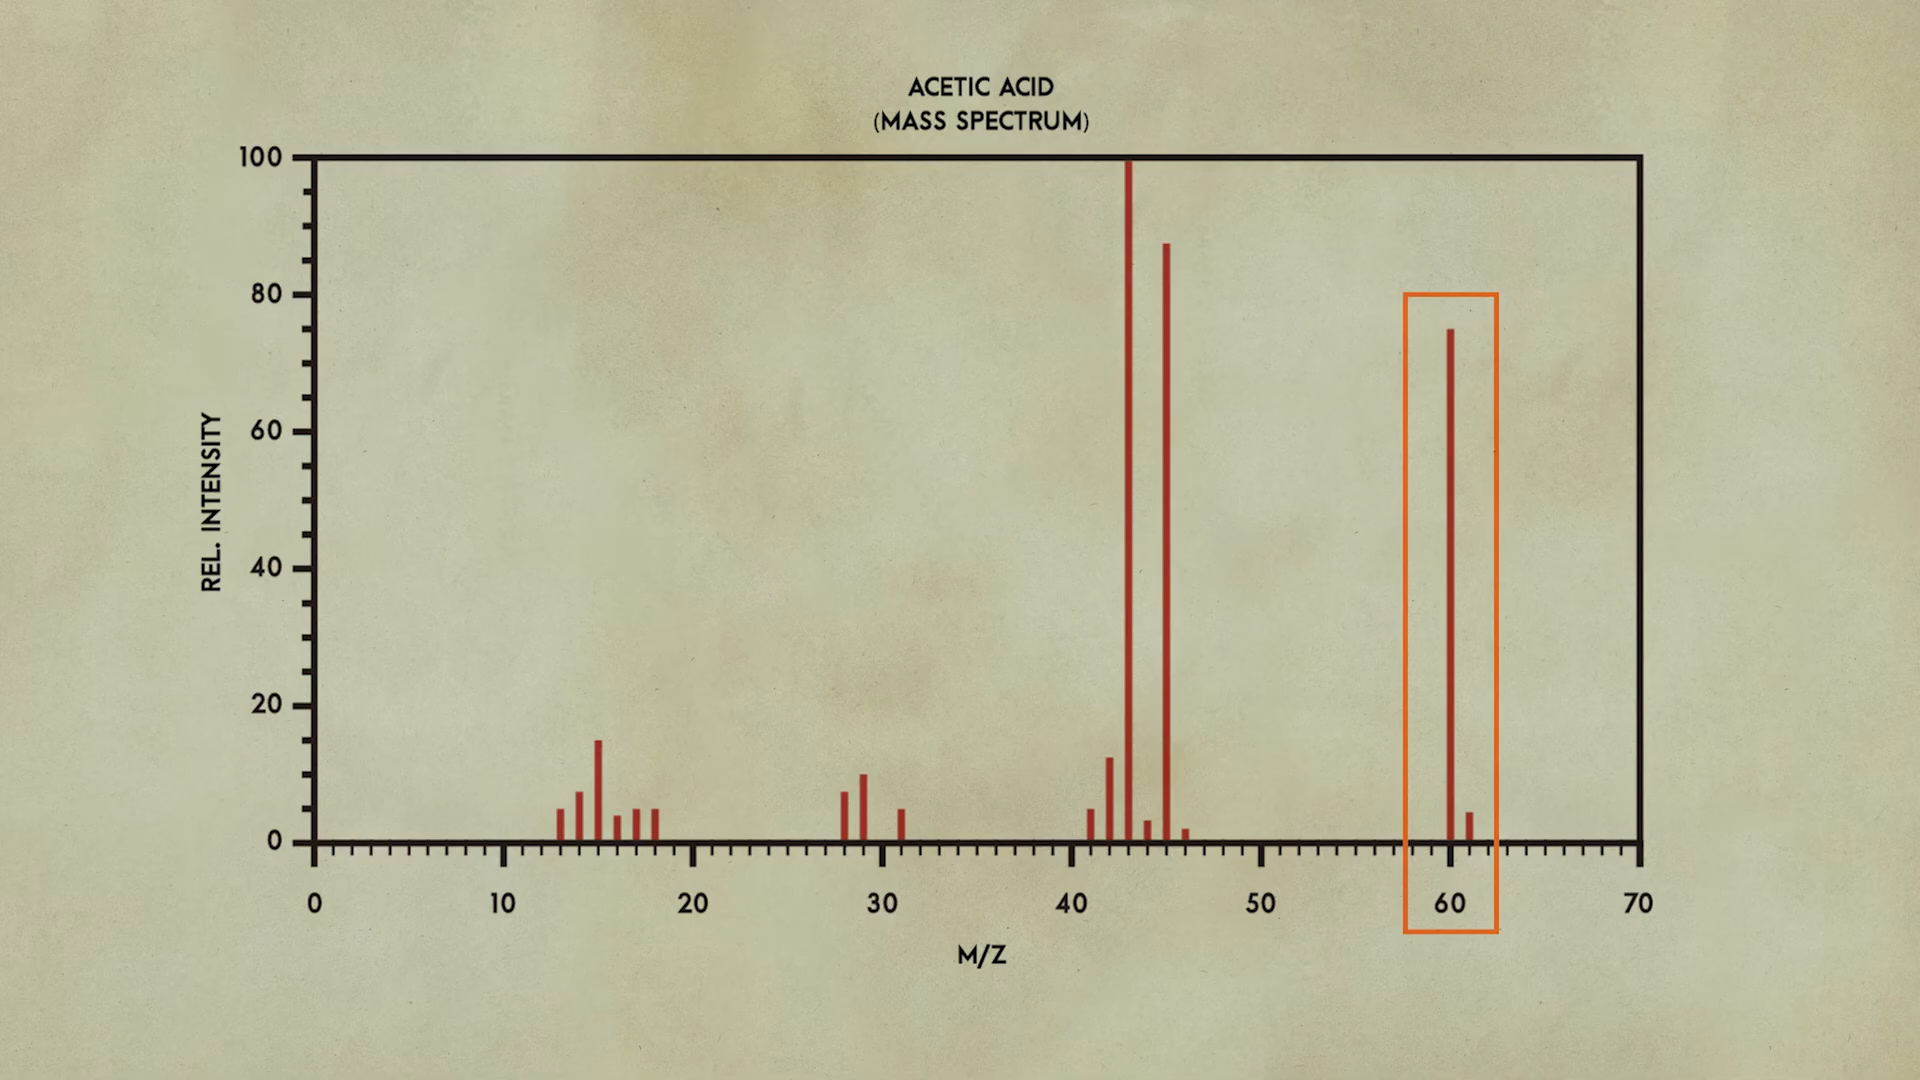 ACETIC ACID
(MASS SPECTRUM)
100
80
60
40
20
0
REL. INTENSITY
0 10 20 30 40 50 60 70
M/Z